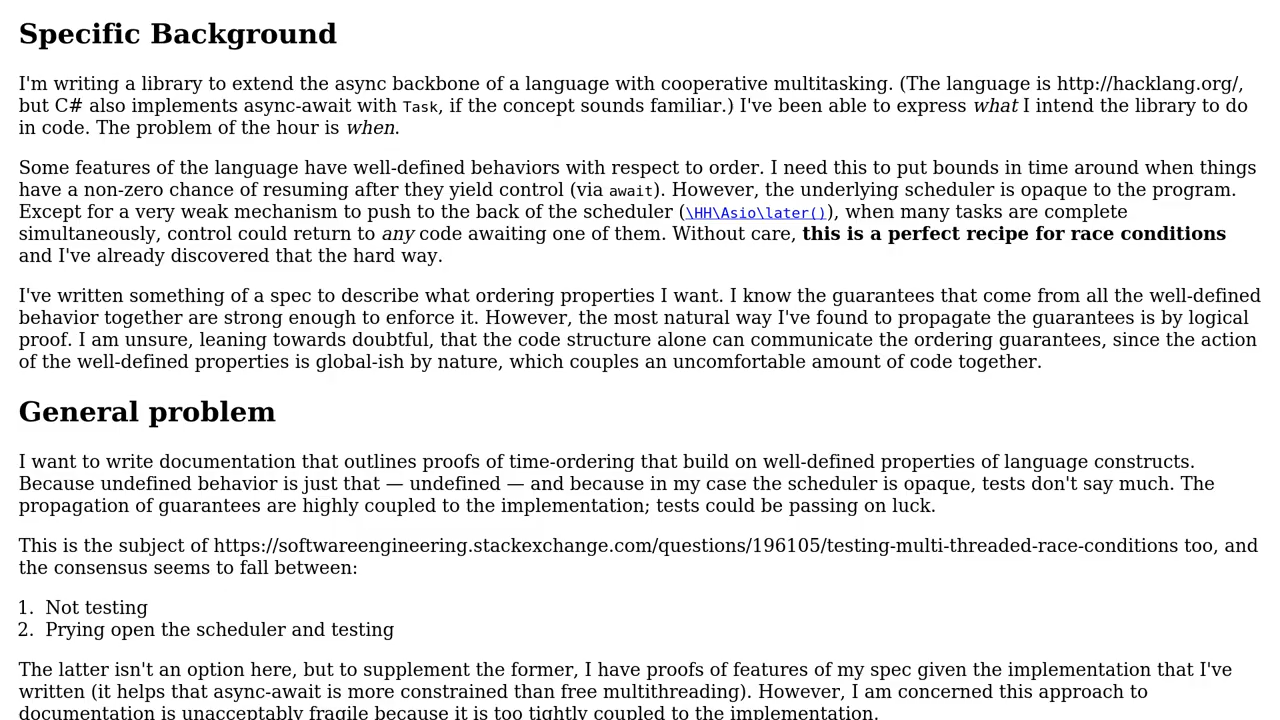 Specific Background
I'm writing a library to extend the async backbone of a language with cooperative multitasking. (The language is http://hacklang.org/,
but C# also implements async-await with Task, if the concept sounds familiar.) I've been able to express what I intend the library to do
in code. The problem of the hour is when.
Some features of the language have well-defined behaviors with respect to order. I need this to put bounds in time around when things
have a non-zero chance of resuming after they yield control (via await). However, the underlying scheduler is opaque to the program.
Except for a very weak mechanism to push to the back of the scheduler (\HH\Asio\later()), when many tasks are complete
simultaneously, control could return to any code awaiting one of them. Without care, this is a perfect recipe for race conditions
and I've already discovered that the hard way.
I've written something of a spec to describe what ordering properties I want. I know the guarantees that come from all the well-defined
behavior together are strong enough to enforce it. However, the most natural way I've found to propagate the guarantees is by logical
proof. I am unsure, leaning towards doubtful, that the code structure alone can communicate the ordering guarantees, since the action
of the well-defined properties is global-ish by nature, which couples an uncomfortable amount of code together.
General problem
I want to write documentation that outlines proofs of time-ordering that build on well-defined properties of language constructs.
Because undefined behavior is just that — undefined — and because in my case the scheduler is opaque, tests don't say much. The
propagation of guarantees are highly coupled to the implementation; tests could be passing on luck.
This is the subject of https://softwareengineering.stackexchange.com/questions/196105/testing-multi-threaded-race-conditions too, and
the consensus seems to fall between:
1. Not testing
2. Prying open the scheduler and testing
The latter isn't an option here, but to supplement the former, I have proofs of features of my spec given the implementation that I've
written (it helps that async-await is more constrained than free multithreading). However, I am concerned this approach to
documentation is unacceptably fragile because it is too tightly coupled to the implementation.